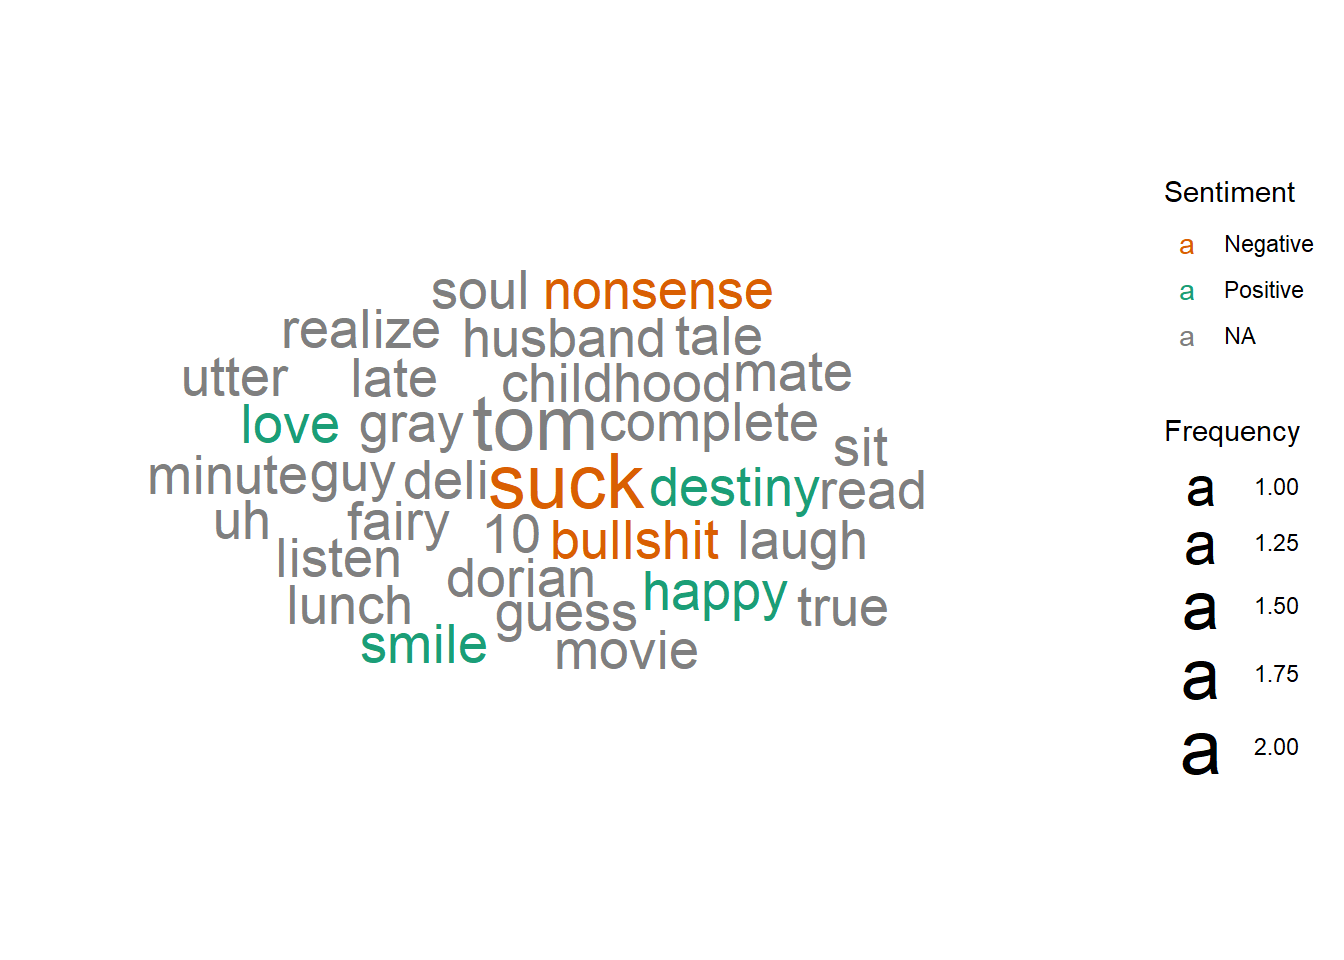 soul nonsense
realize husband tale
utter late childhood mate
love gray tom complete
sit
minute guy deli suck destiny read
uh fairy 10 bullshit laugh
listen dorian
lunch guess happy true
smile movie
Sentiment
a Negative
a Positive
a NA
Frequency
a 1.00
a 1.25
a 1.50
a 1.75
a 2.00